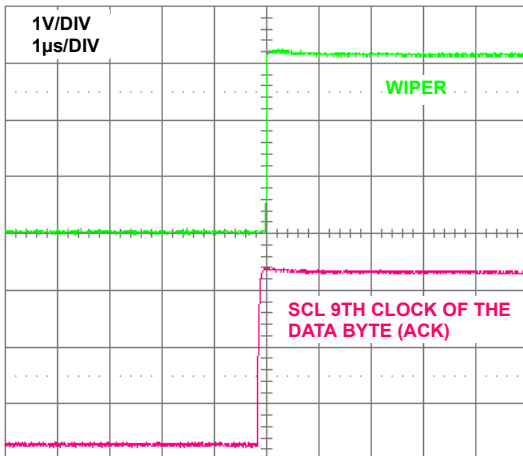 1V/DIV
1µs/DIV
WIPER
SCL 9TH CLOCK OF THE
DATA BYTE (ACK)